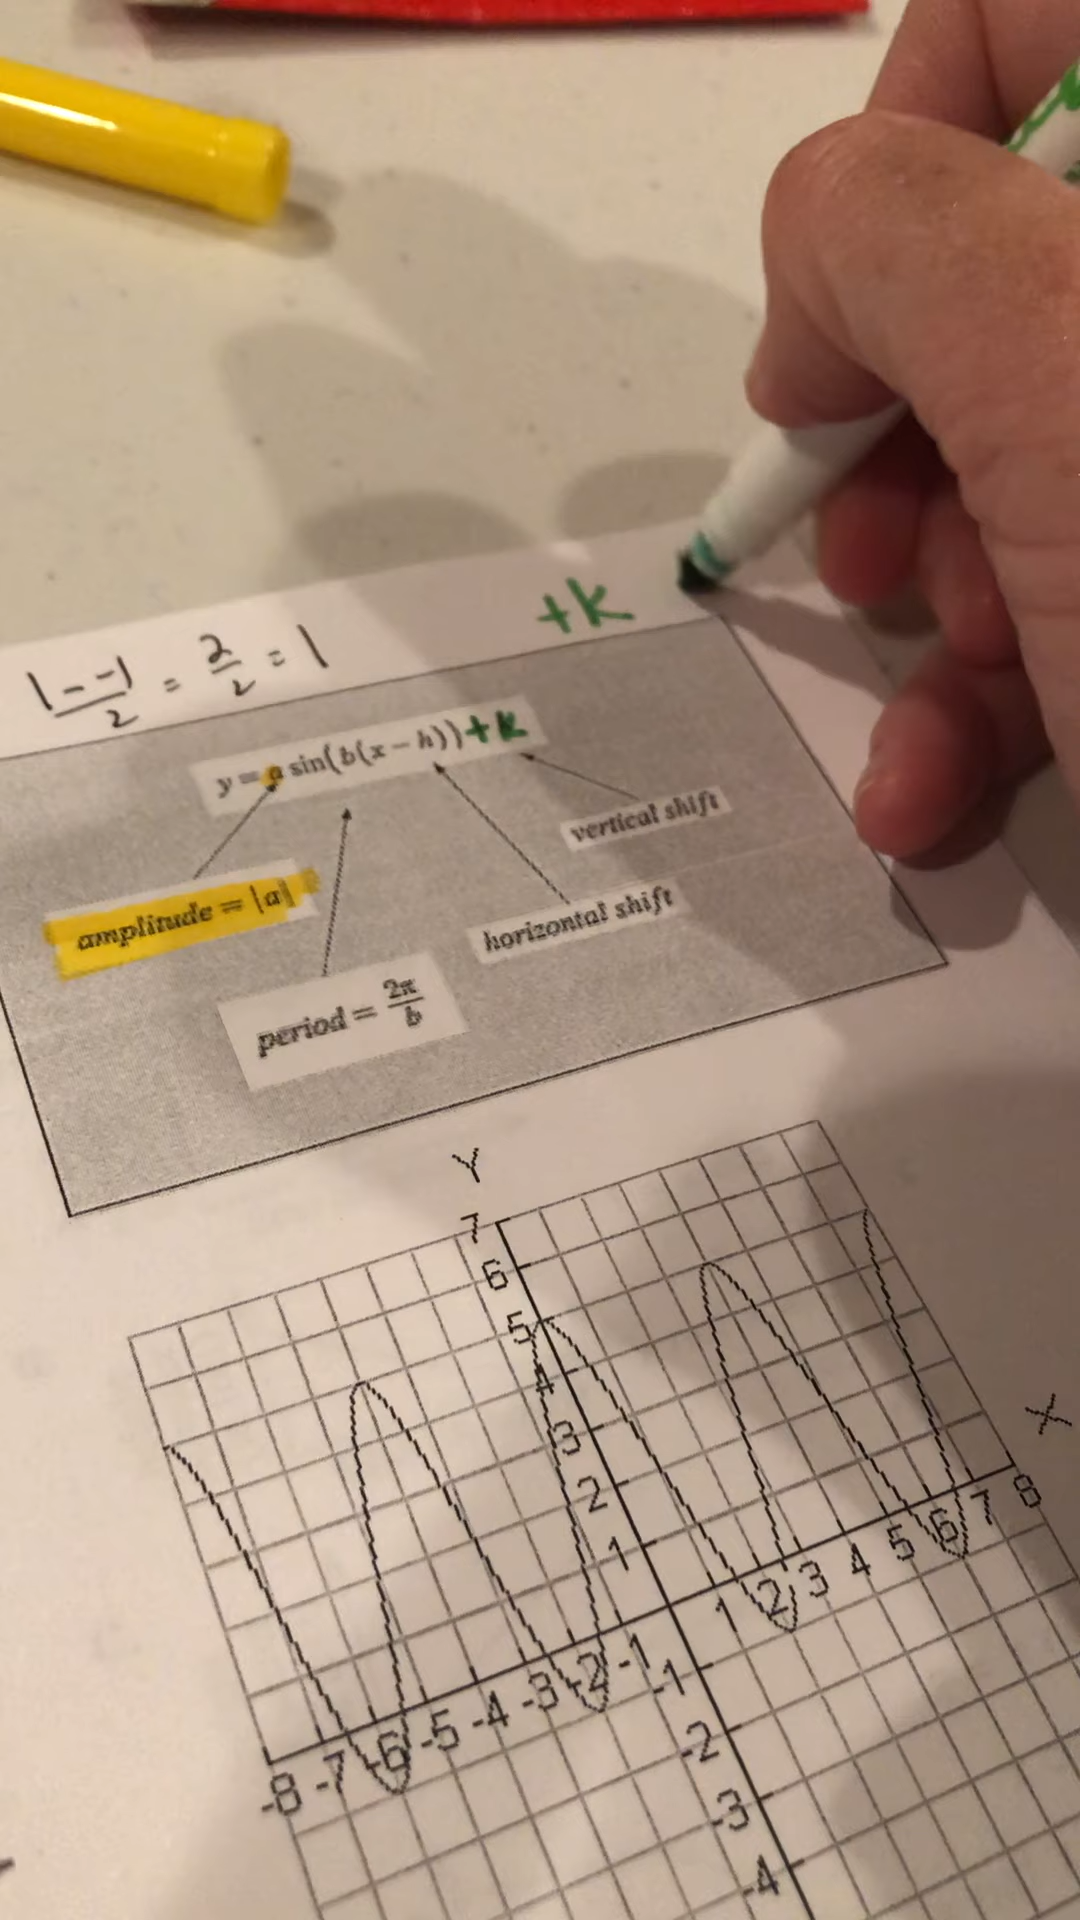 +k
1--1/2 = 2/2 = 1
y = a sin(b(x − h)) +k
vertical shift
amplitude = |a|
horizontal shift
period = 2π/b
Y
7
6
5
4
3
2
1
X
-8 -7 -6 -5 -4 -3 -2 -1 1 2 3 4 5 6 7 8
-1
-2
-3
-4